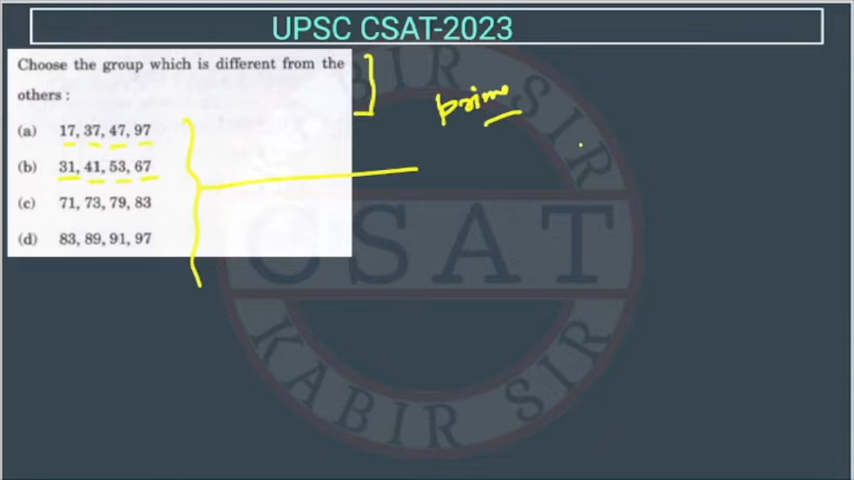 UPSC CSAT-2023
Choose the group which is different from the
others :
(a) 17, 37, 47, 97
(b) 31, 41, 53, 67
(c) 71, 73, 79, 83
(d) 83, 89, 91, 97
prime
KABIR SIR
CSAT
KABIR SIR